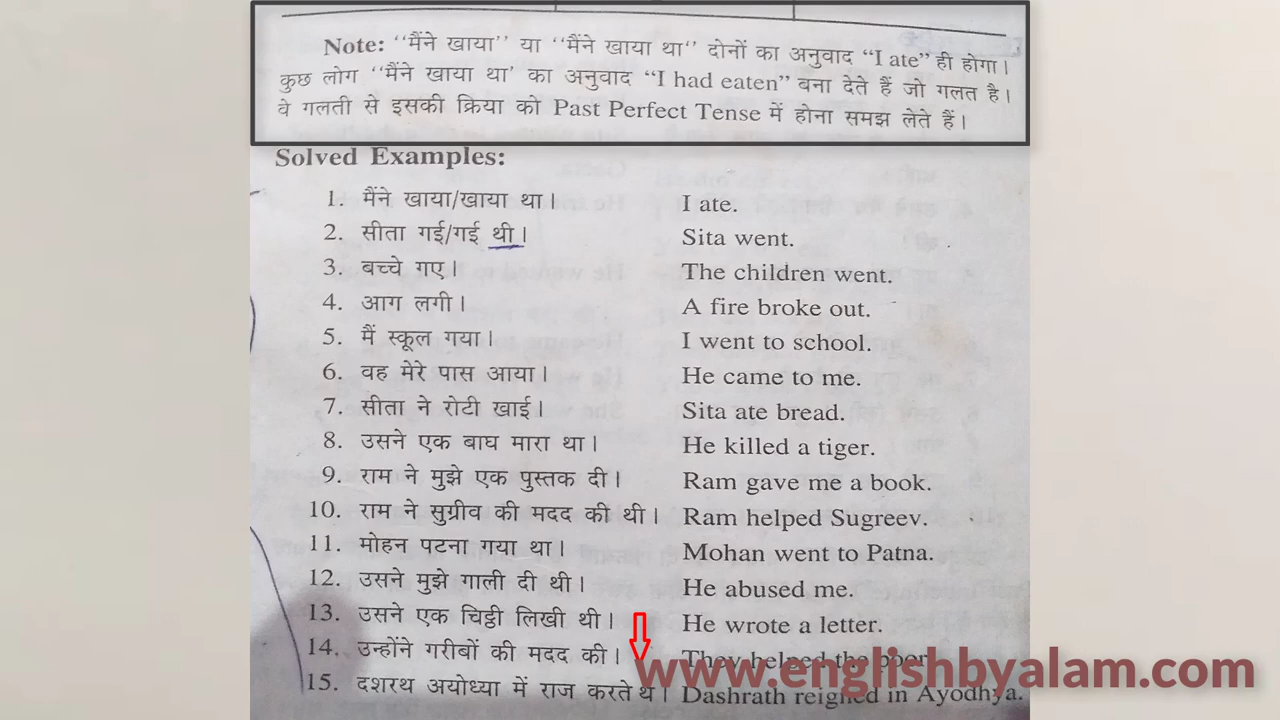 Note: “मैंने खाया” या “मैंने खाया था” दोनों का अनुवाद “I ate” ही होगा।
कुछ लोग “मैंने खाया था’ का अनुवाद “I had eaten” बना देते हैं जो गलत है।
वे गलती से इसकी क्रिया को Past Perfect Tense में होना समझ लेते हैं।
Solved Examples:
1. मैंने खाया/खाया था। I ate.
2. सीता गई/गई थी। Sita went.
3. बच्चे गए। The children went.
4. आग लगी। A fire broke out.
5. मैं स्कूल गया। I went to school.
6. वह मेरे पास आया। He came to me.
7. सीता ने रोटी खाई। Sita ate bread.
8. उसने एक बाघ मारा था। He killed a tiger.
9. राम ने मुझे एक पुस्तक दी। Ram gave me a book.
10. राम ने सुग्रीव की मदद की थी। Ram helped Sugreev.
11. मोहन पटना गया था। Mohan went to Patna.
12. उसने मुझे गाली दी थी। He abused me.
13. उसने एक चिट्ठी लिखी थी। He wrote a letter.
14. उन्होंने गरीबों की मदद की। They helped the poor.
www.englishbyalam.com
15. दशरथ अयोध्या में राज करते थे। Dashrath reigned in Ayodhya.